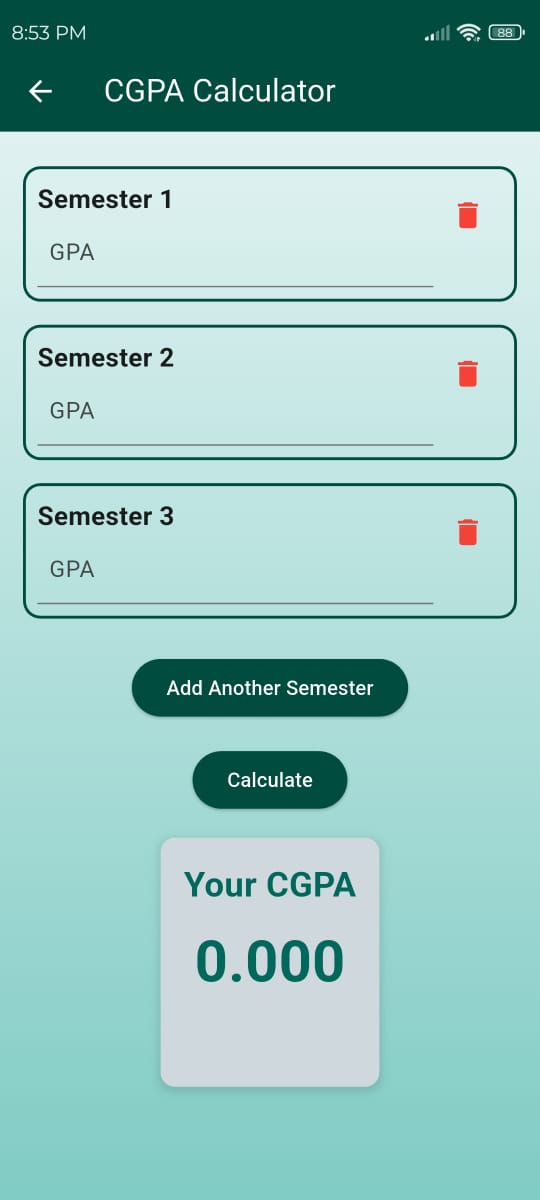 8:53 PM
88
CGPA Calculator
Semester 1
GPA
Semester 2
GPA
Semester 3
GPA
Add Another Semester
Calculate
Your CGPA
0.000